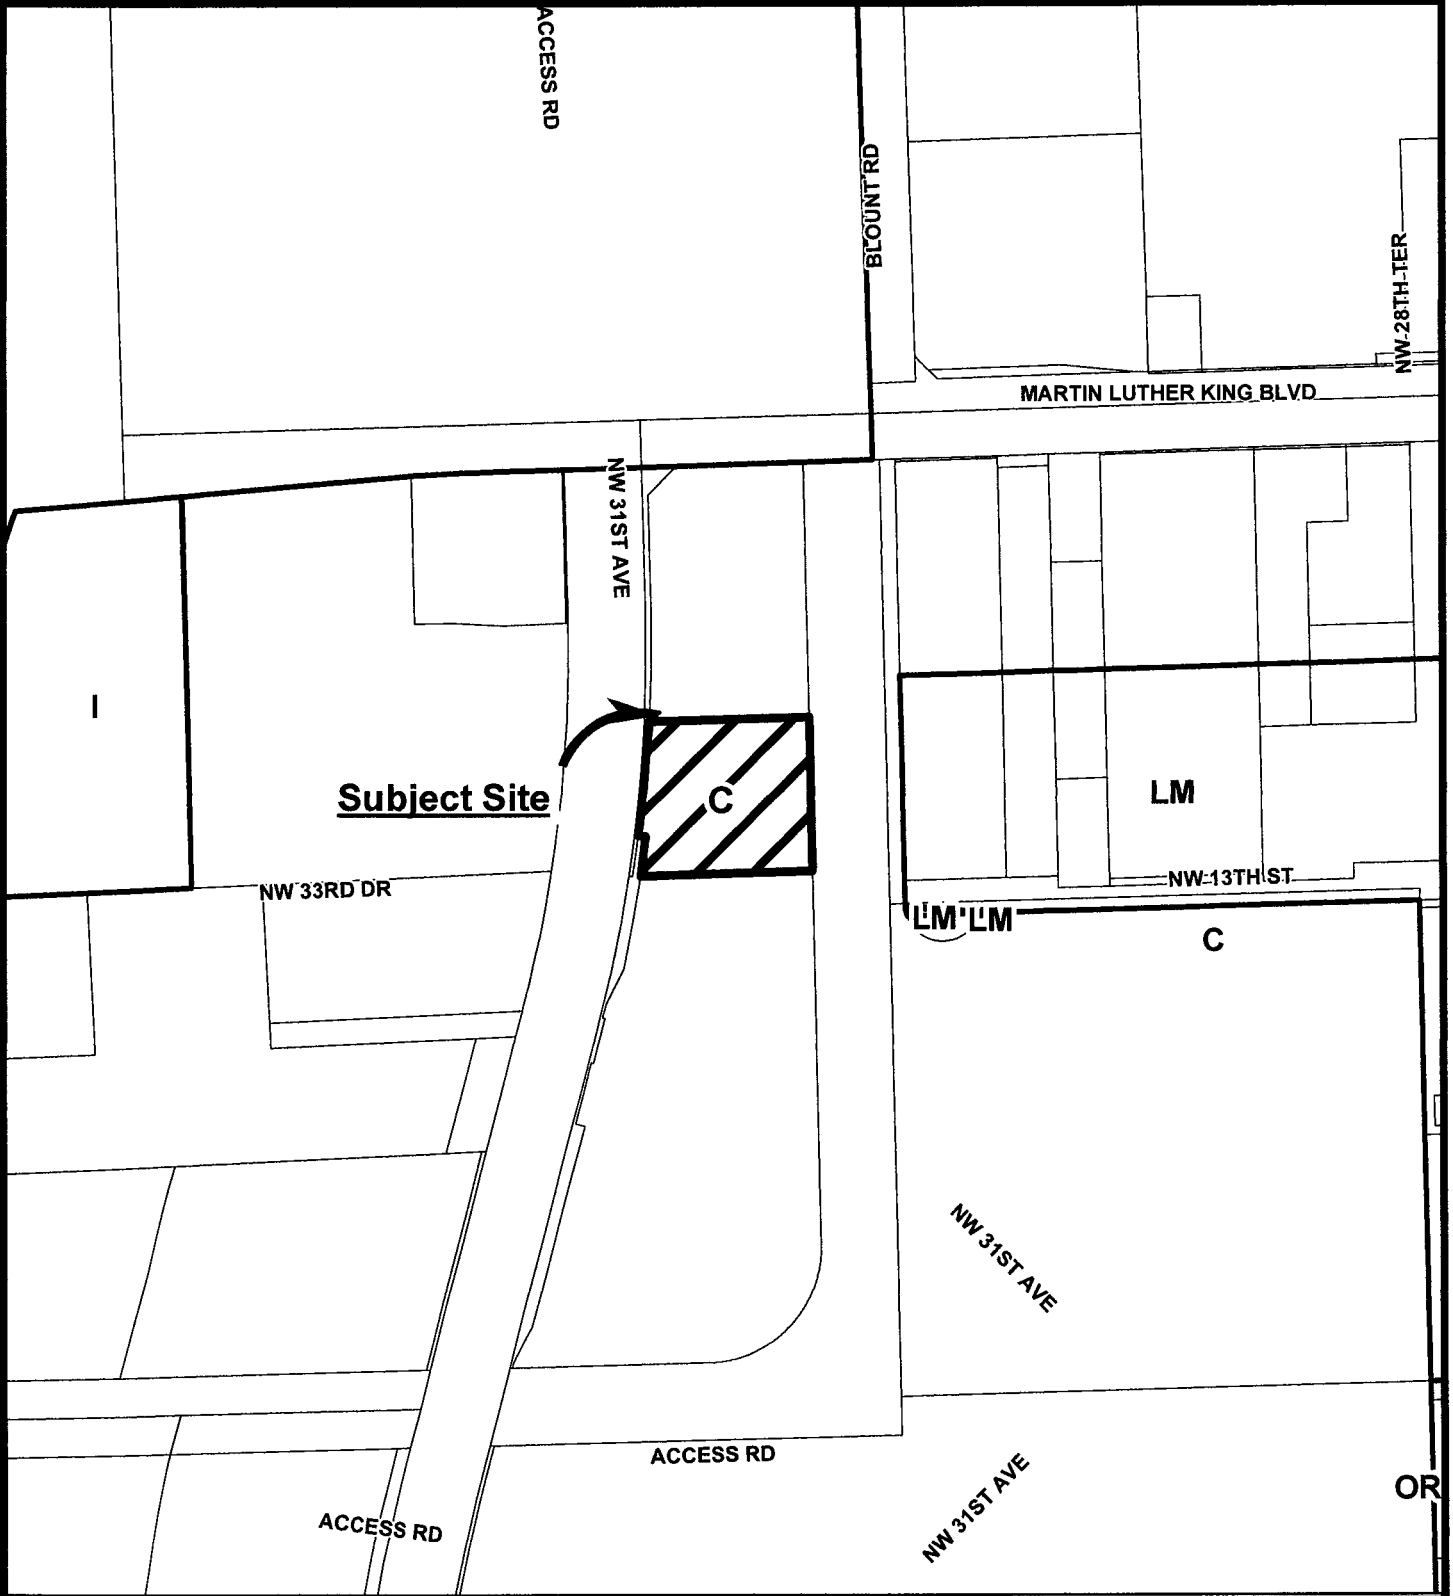 ACCESS RD
BLOUNT RD
NW 28TH TER
MARTIN LUTHER KING BLVD
NW 31ST AVE
I
Subject Site
C
LM
NW 33RD DR
NW 13TH ST
LM LM
C
NW 31ST AVE
ACCESS RD
NW 31ST AVE
OR
ACCESS RD